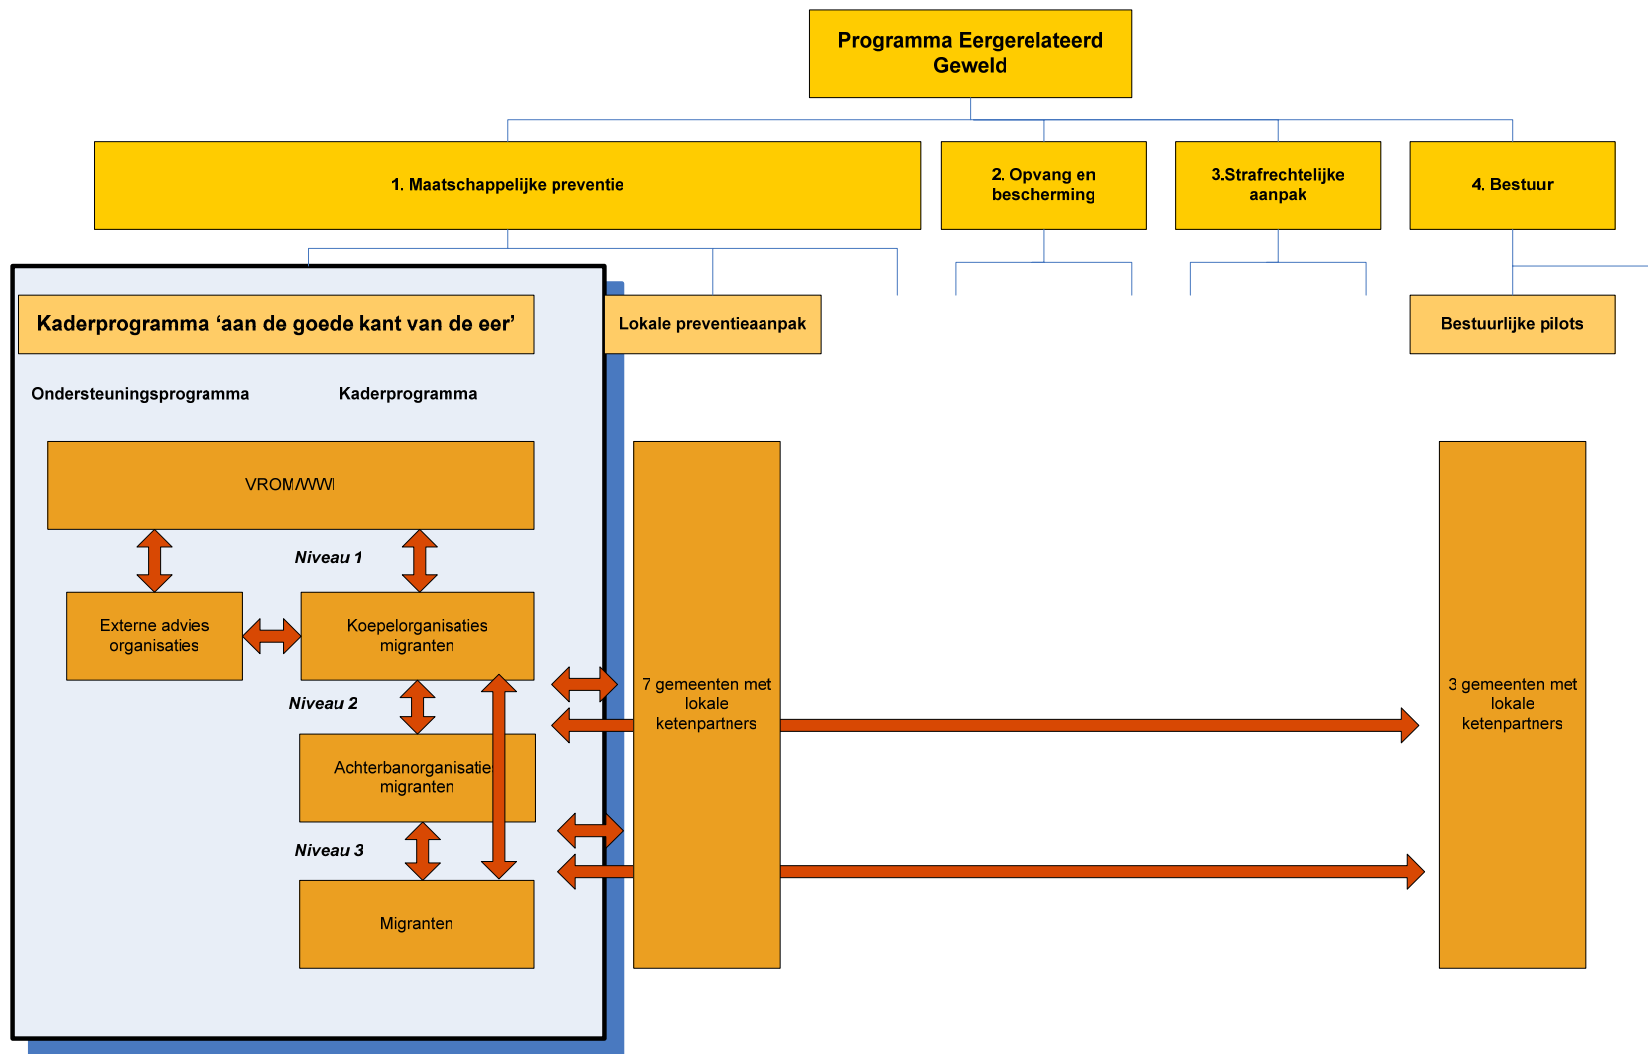 Programma Eergerelateerd
Geweld
1. Maatschappelijke preventie
2. Opvang en
bescherming
3.Strafrechtelijke
aanpak
4. Bestuur
Kaderprogramma ‘aan de goede kant van de eer’
Lokale preventieaanpak
Bestuurlijke pilots
Ondersteuningsprogramma
Kaderprogramma
VROM/WWI
Niveau 1
Externe advies
organisaties
Koepelorganisaties
migranten
Niveau 2
7 gemeenten met
lokale
ketenpartners
3 gemeenten met
lokale
ketenpartners
Achterbanorganisaties
migranten
Niveau 3
Migranten